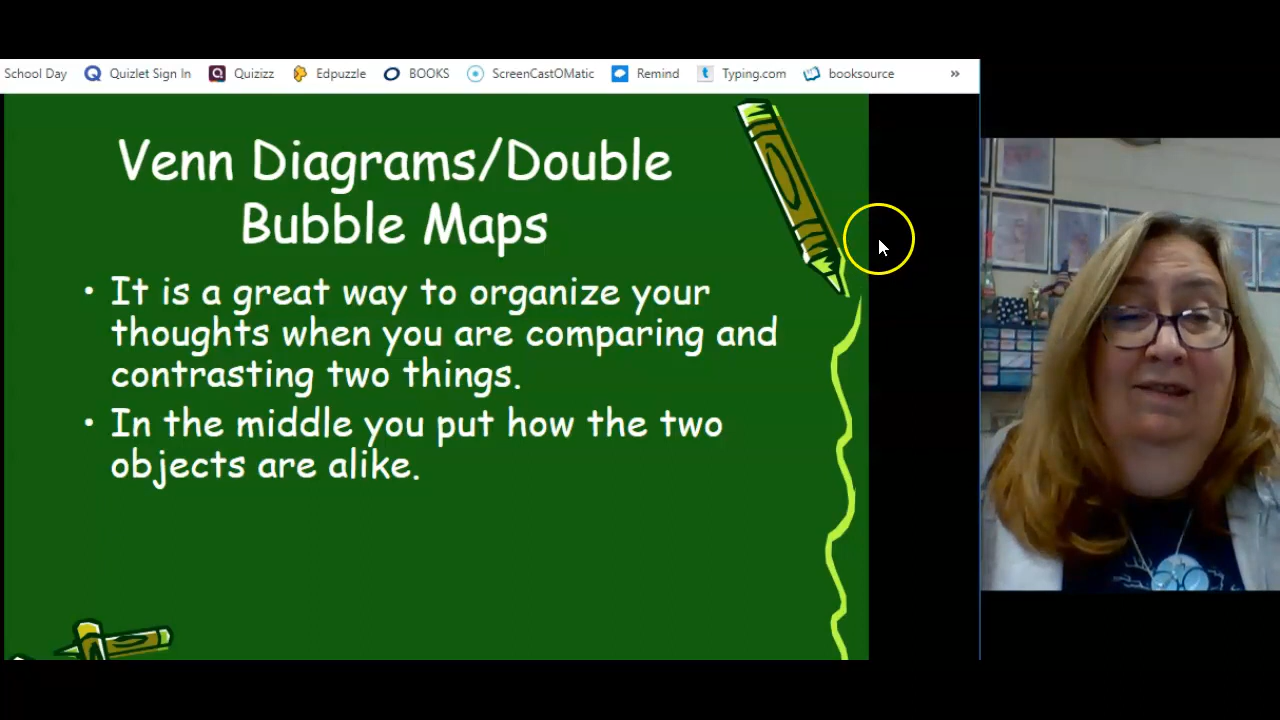 School Day Quizlet Sign In Quizizz Edpuzzle BOOKS ScreenCastOMatic Remind Typing.com booksource »
Venn Diagrams/Double
Bubble Maps
• It is a great way to organize your
thoughts when you are comparing and
contrasting two things.
• In the middle you put how the two
objects are alike.